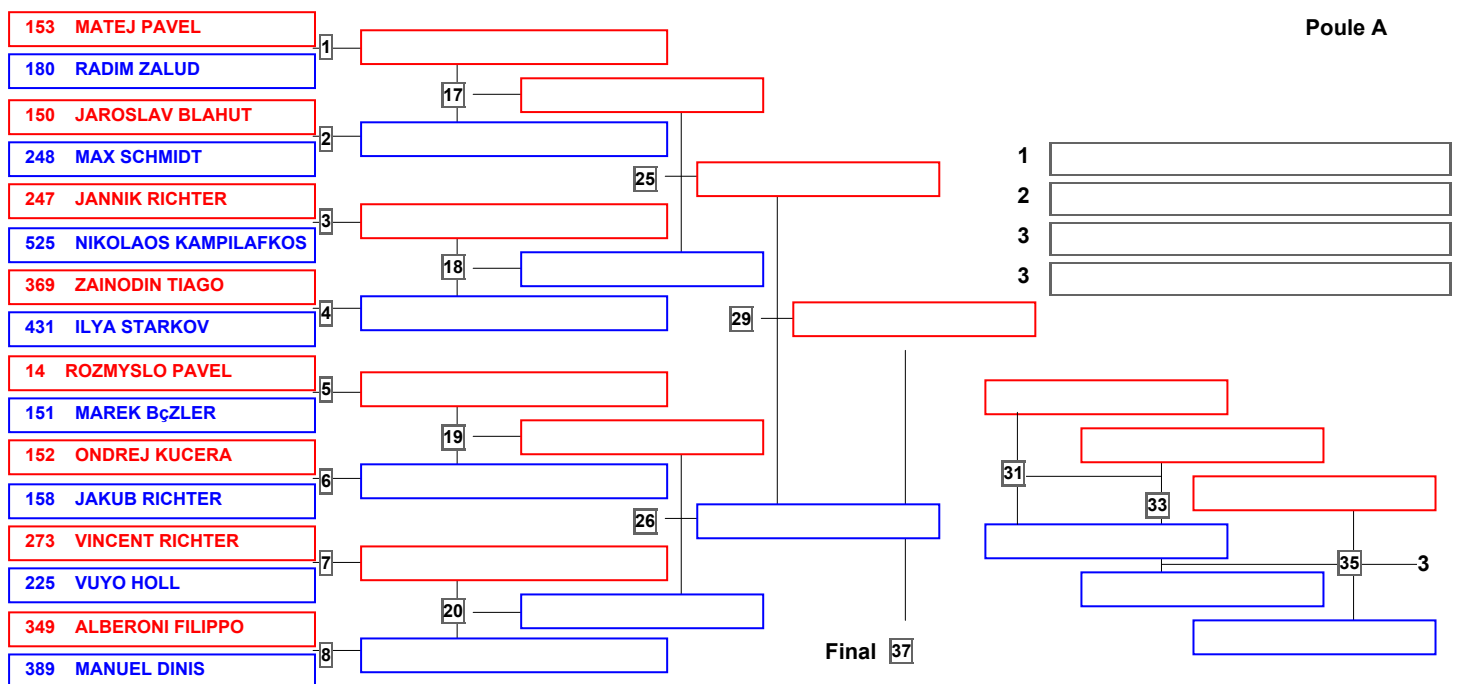 Poule A
153 MATEJ PAVEL
1
180 RADIM ZALUD
17
150 JAROSLAV BLAHUT
2
248 MAX SCHMIDT
25
247 JANNIK RICHTER
3
525 NIKOLAOS KAMPILAFKOS
18
369 ZAINODIN TIAGO
4
431 ILYA STARKOV
29
14 ROZMYSLO PAVEL
5
151 MAREK BçZLER
19
152 ONDREJ KUCERA
6
158 JAKUB RICHTER
26
273 VINCENT RICHTER
7
225 VUYO HOLL
20
349 ALBERONI FILIPPO
8
389 MANUEL DINIS
Final 37
1
2
3
3
31
33
35 3